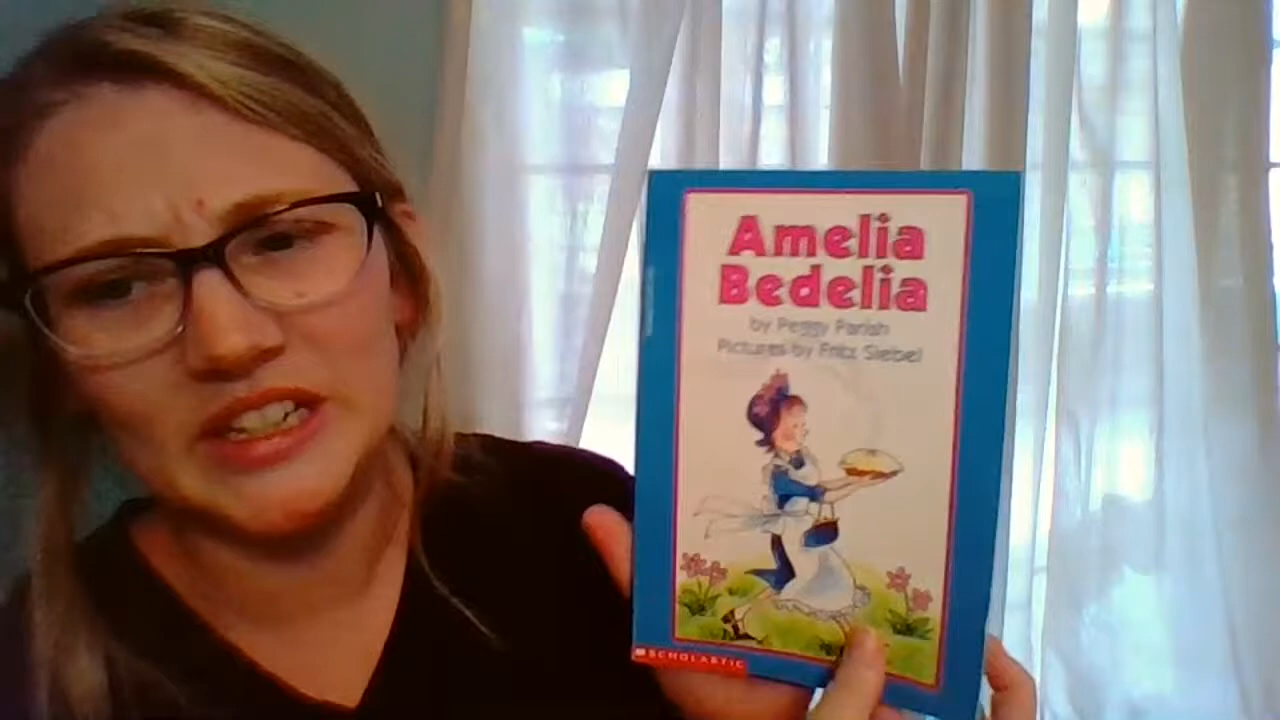 Amelia
Bedelia
by Peggy Parish
Pictures by Fritz Siebel
SCHOLASTIC